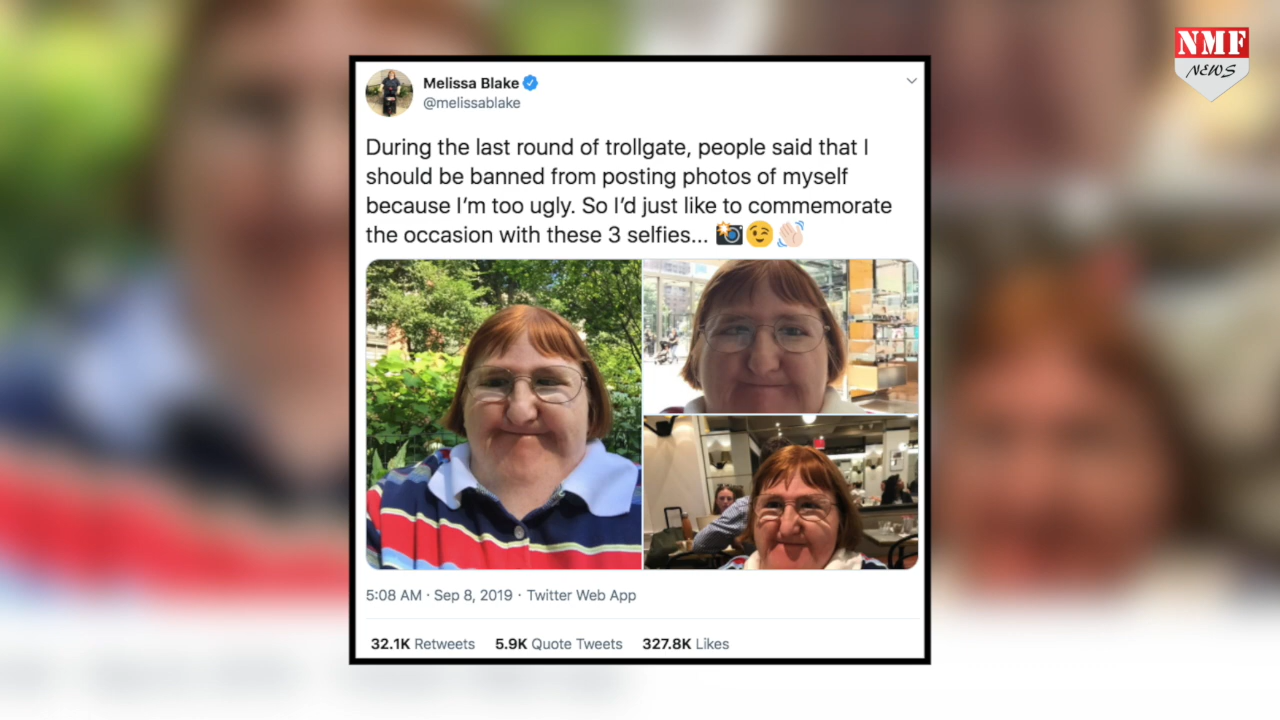 NMF
NEWS
Melissa Blake
@melissablake
During the last round of trollgate, people said that I
should be banned from posting photos of myself
because I’m too ugly. So I’d just like to commemorate
the occasion with these 3 selfies... 📸😉👋🏻
5:08 AM · Sep 8, 2019 · Twitter Web App
32.1K Retweets 5.9K Quote Tweets 327.8K Likes